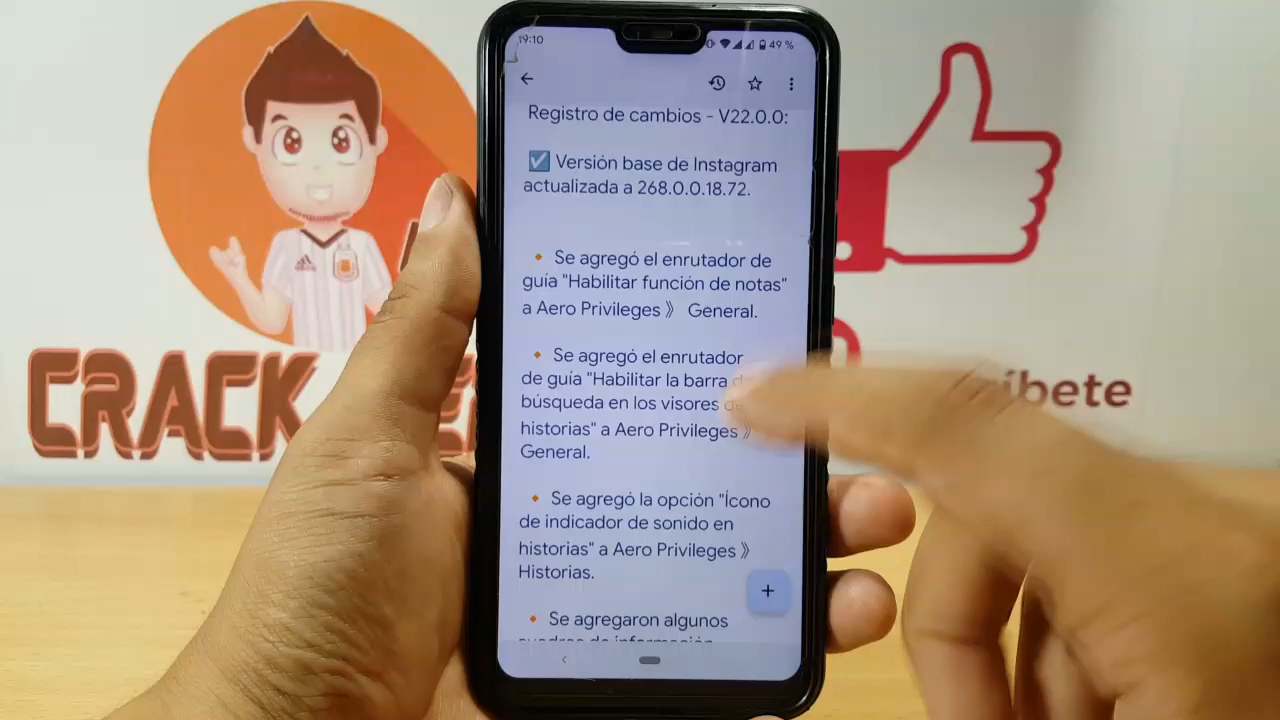 19:10
49 %
Registro de cambios - V22.0.0:
☑ Versión base de Instagram
actualizada a 268.0.0.18.72.
🔸 Se agregó el enrutador de
guía "Habilitar función de notas"
a Aero Privileges 》 General.
🔸 Se agregó el enrutador
de guía "Habilitar la barra
búsqueda en los visores
historias" a Aero Privileges 》
General.
🔸 Se agregó la opción "Ícono
de indicador de sonido en
historias" a Aero Privileges 》
Historias.
🔸 Se agregaron algunos
CRACK
adidas